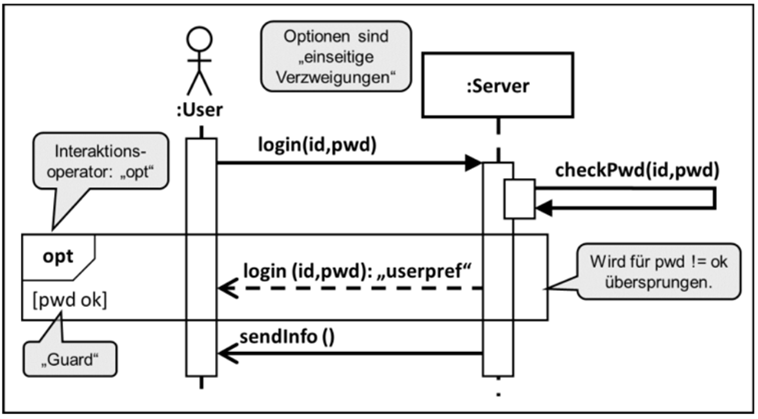 Optionen sind
„einseitige
Verzweigungen“
:User
:Server
login(id,pwd)
Interaktions-
operator: „opt“
checkPwd(id,pwd)
opt
login (id,pwd): „userpref“
[pwd ok]
Wird für pwd != ok
übersprungen.
sendInfo ()
„Guard“